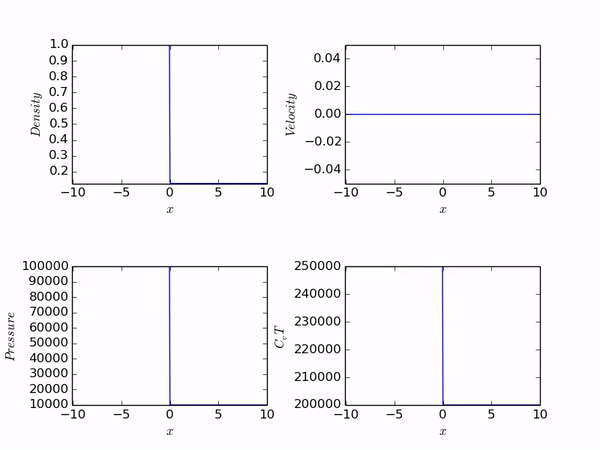 Density
1.0
0.9
0.8
0.7
0.6
0.5
0.4
0.3
0.2
−10 −5 0 5 10
x
Velocity
0.04
0.02
0.00
−0.02
−0.04
−10 −5 0 5 10
x
Pressure
100000
90000
80000
70000
60000
50000
40000
30000
20000
10000
−10 −5 0 5 10
x
CvT
250000
240000
230000
220000
210000
200000
−10 −5 0 5 10
x